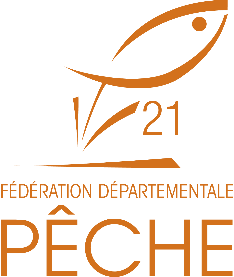 21
FÉDÉRATION DÉPARTEMENTALE
PÊCHE